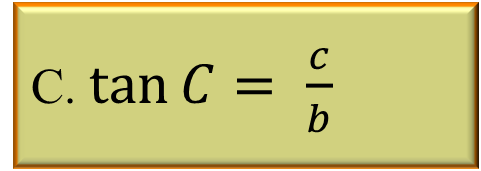 C. tan C = c/b